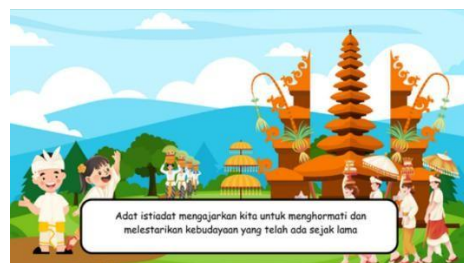 Adat istiadat mengajarkan kita untuk menghormati dan
melestarikan kebudayaan yang telah ada sejak lama